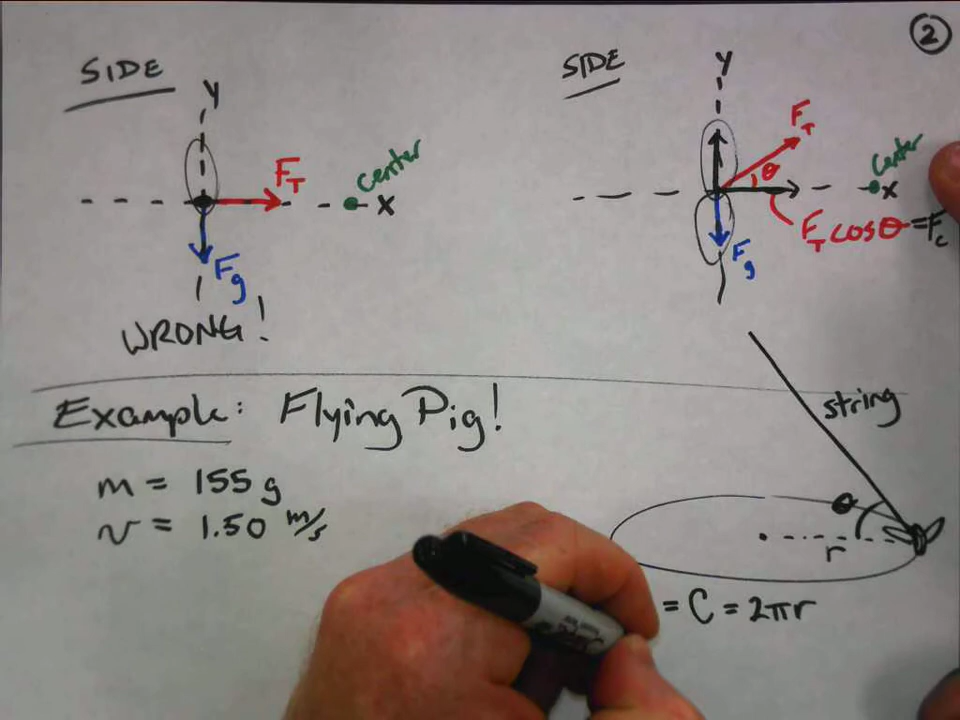 2
SIDE
Y
F_T
center
X
F_g
WRONG!
SIDE
Y
F_T
θ
center
X
F_T cosθ = F_c
F_g
Example: Flying Pig!
m = 155 g
v = 1.50 m/s
string
θ
r
= C = 2πr